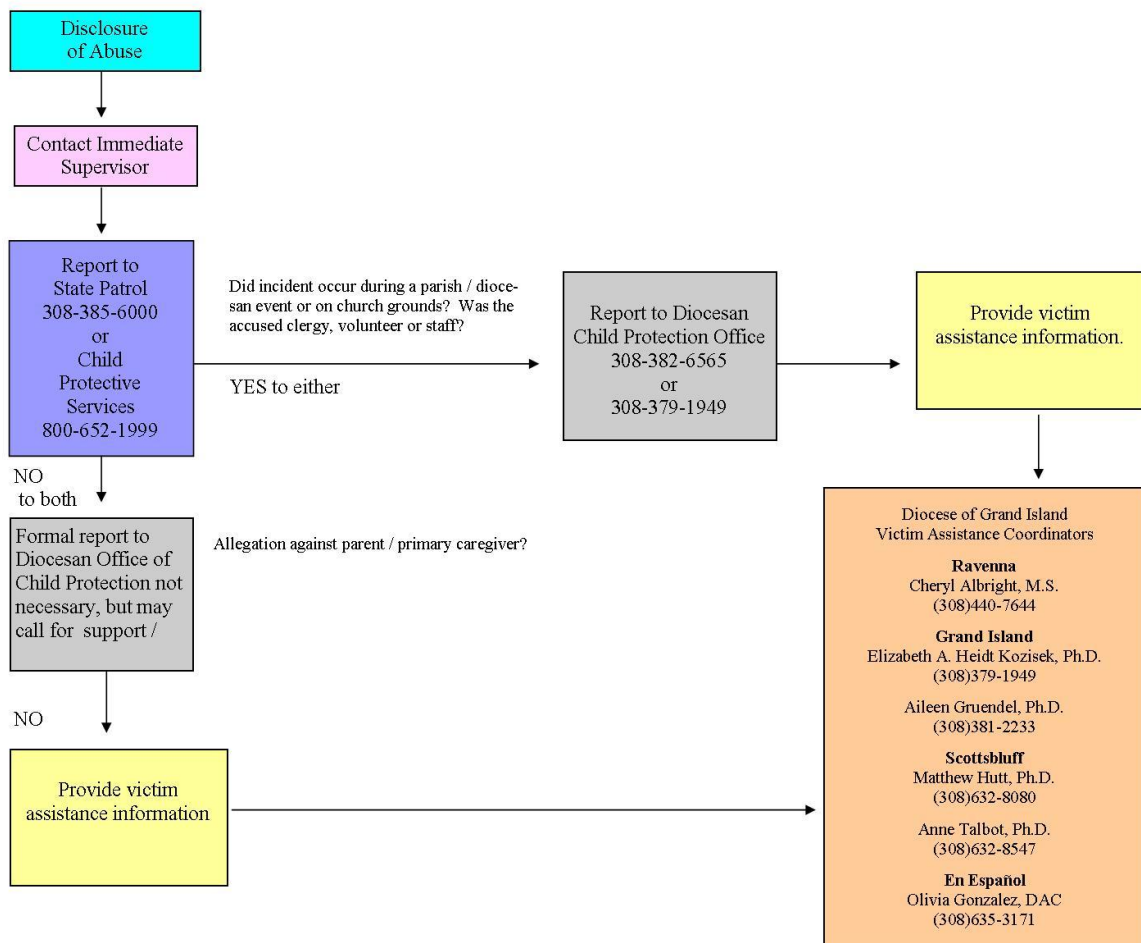 Disclosure
of Abuse
Contact Immediate
Supervisor
Report to
State Patrol
308-385-6000
or
Child
Protective
Services
800-652-1999
Did incident occur during a parish / dioce-
san event or on church grounds?  Was the
accused clergy, volunteer or staff?
YES to either
Report to Diocesan
Child Protection Office
308-382-6565
or
308-379-1949
Provide victim
assistance information.
NO
to both
Formal report to
Diocesan Office of
Child Protection not
necessary, but may
call for  support /
Allegation against parent / primary caregiver?
NO
Provide victim
assistance information
Diocese of Grand Island
Victim Assistance Coordinators
Ravenna
Cheryl Albright, M.S.
(308)440-7644
Grand Island
Elizabeth A. Heidt Kozisek, Ph.D.
(308)379-1949
Aileen Gruendel, Ph.D.
(308)381-2233
Scottsbluff
Matthew Hutt, Ph.D.
(308)632-8080
Anne Talbot, Ph.D.
(308)632-8547
En Español
Olivia Gonzalez, DAC
(308)635-3171